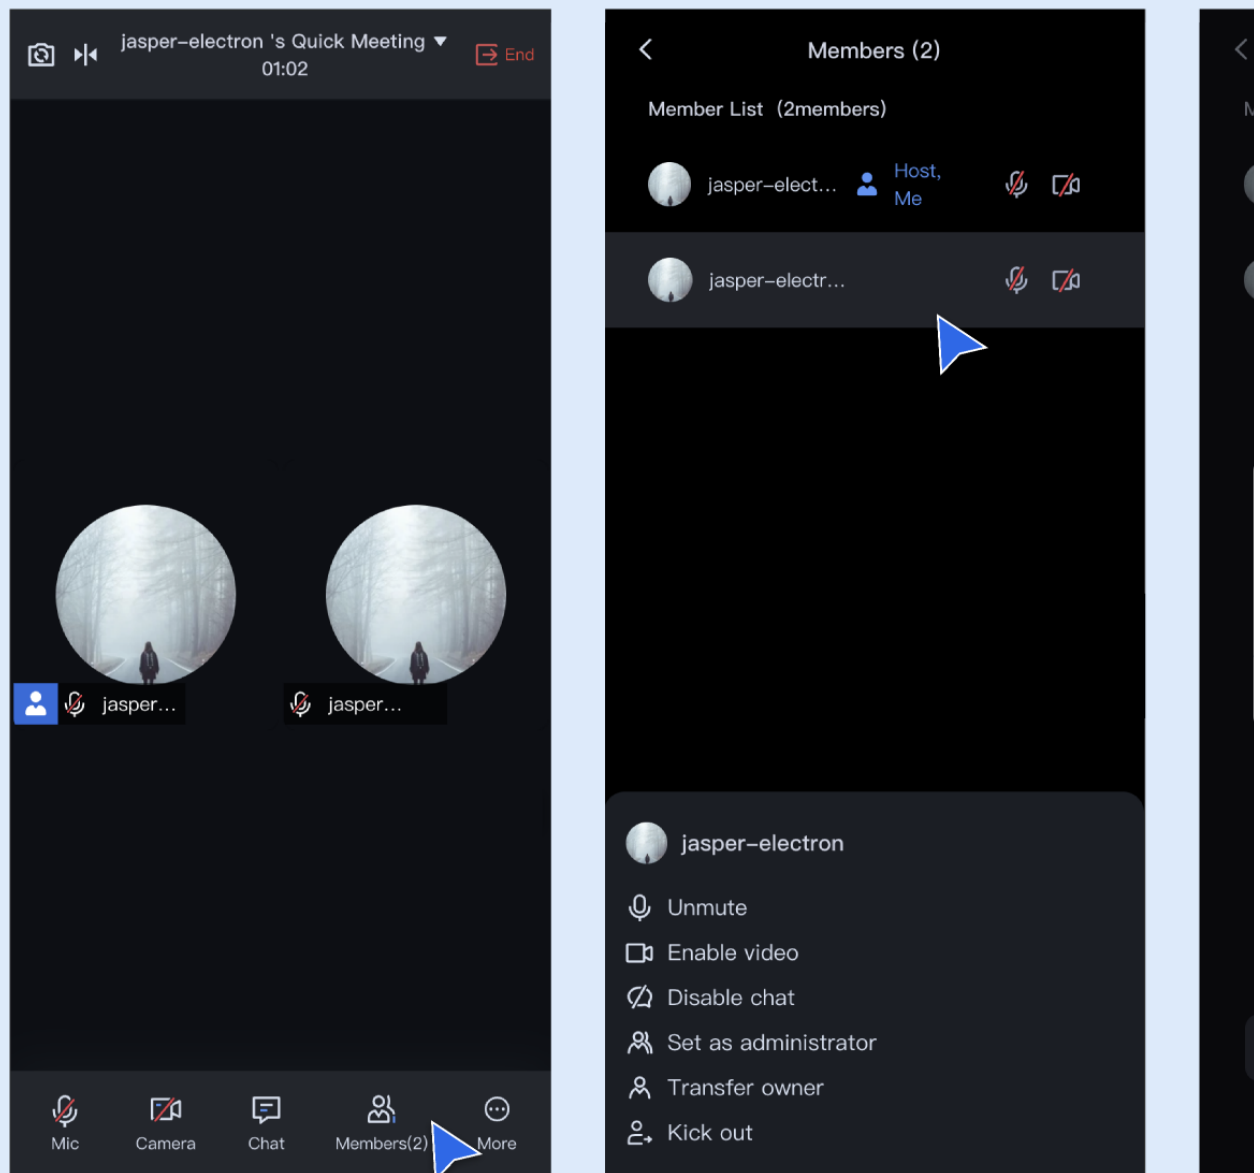 jasper-electron 's Quick Meeting ▼
01:02
End
jasper...
jasper...
Mic
Camera
Chat
Members(2)
More
Members (2)
Member List (2members)
jasper-elect...
Host,
Me
jasper-electr...
jasper-electron
Unmute
Enable video
Disable chat
Set as administrator
Transfer owner
Kick out